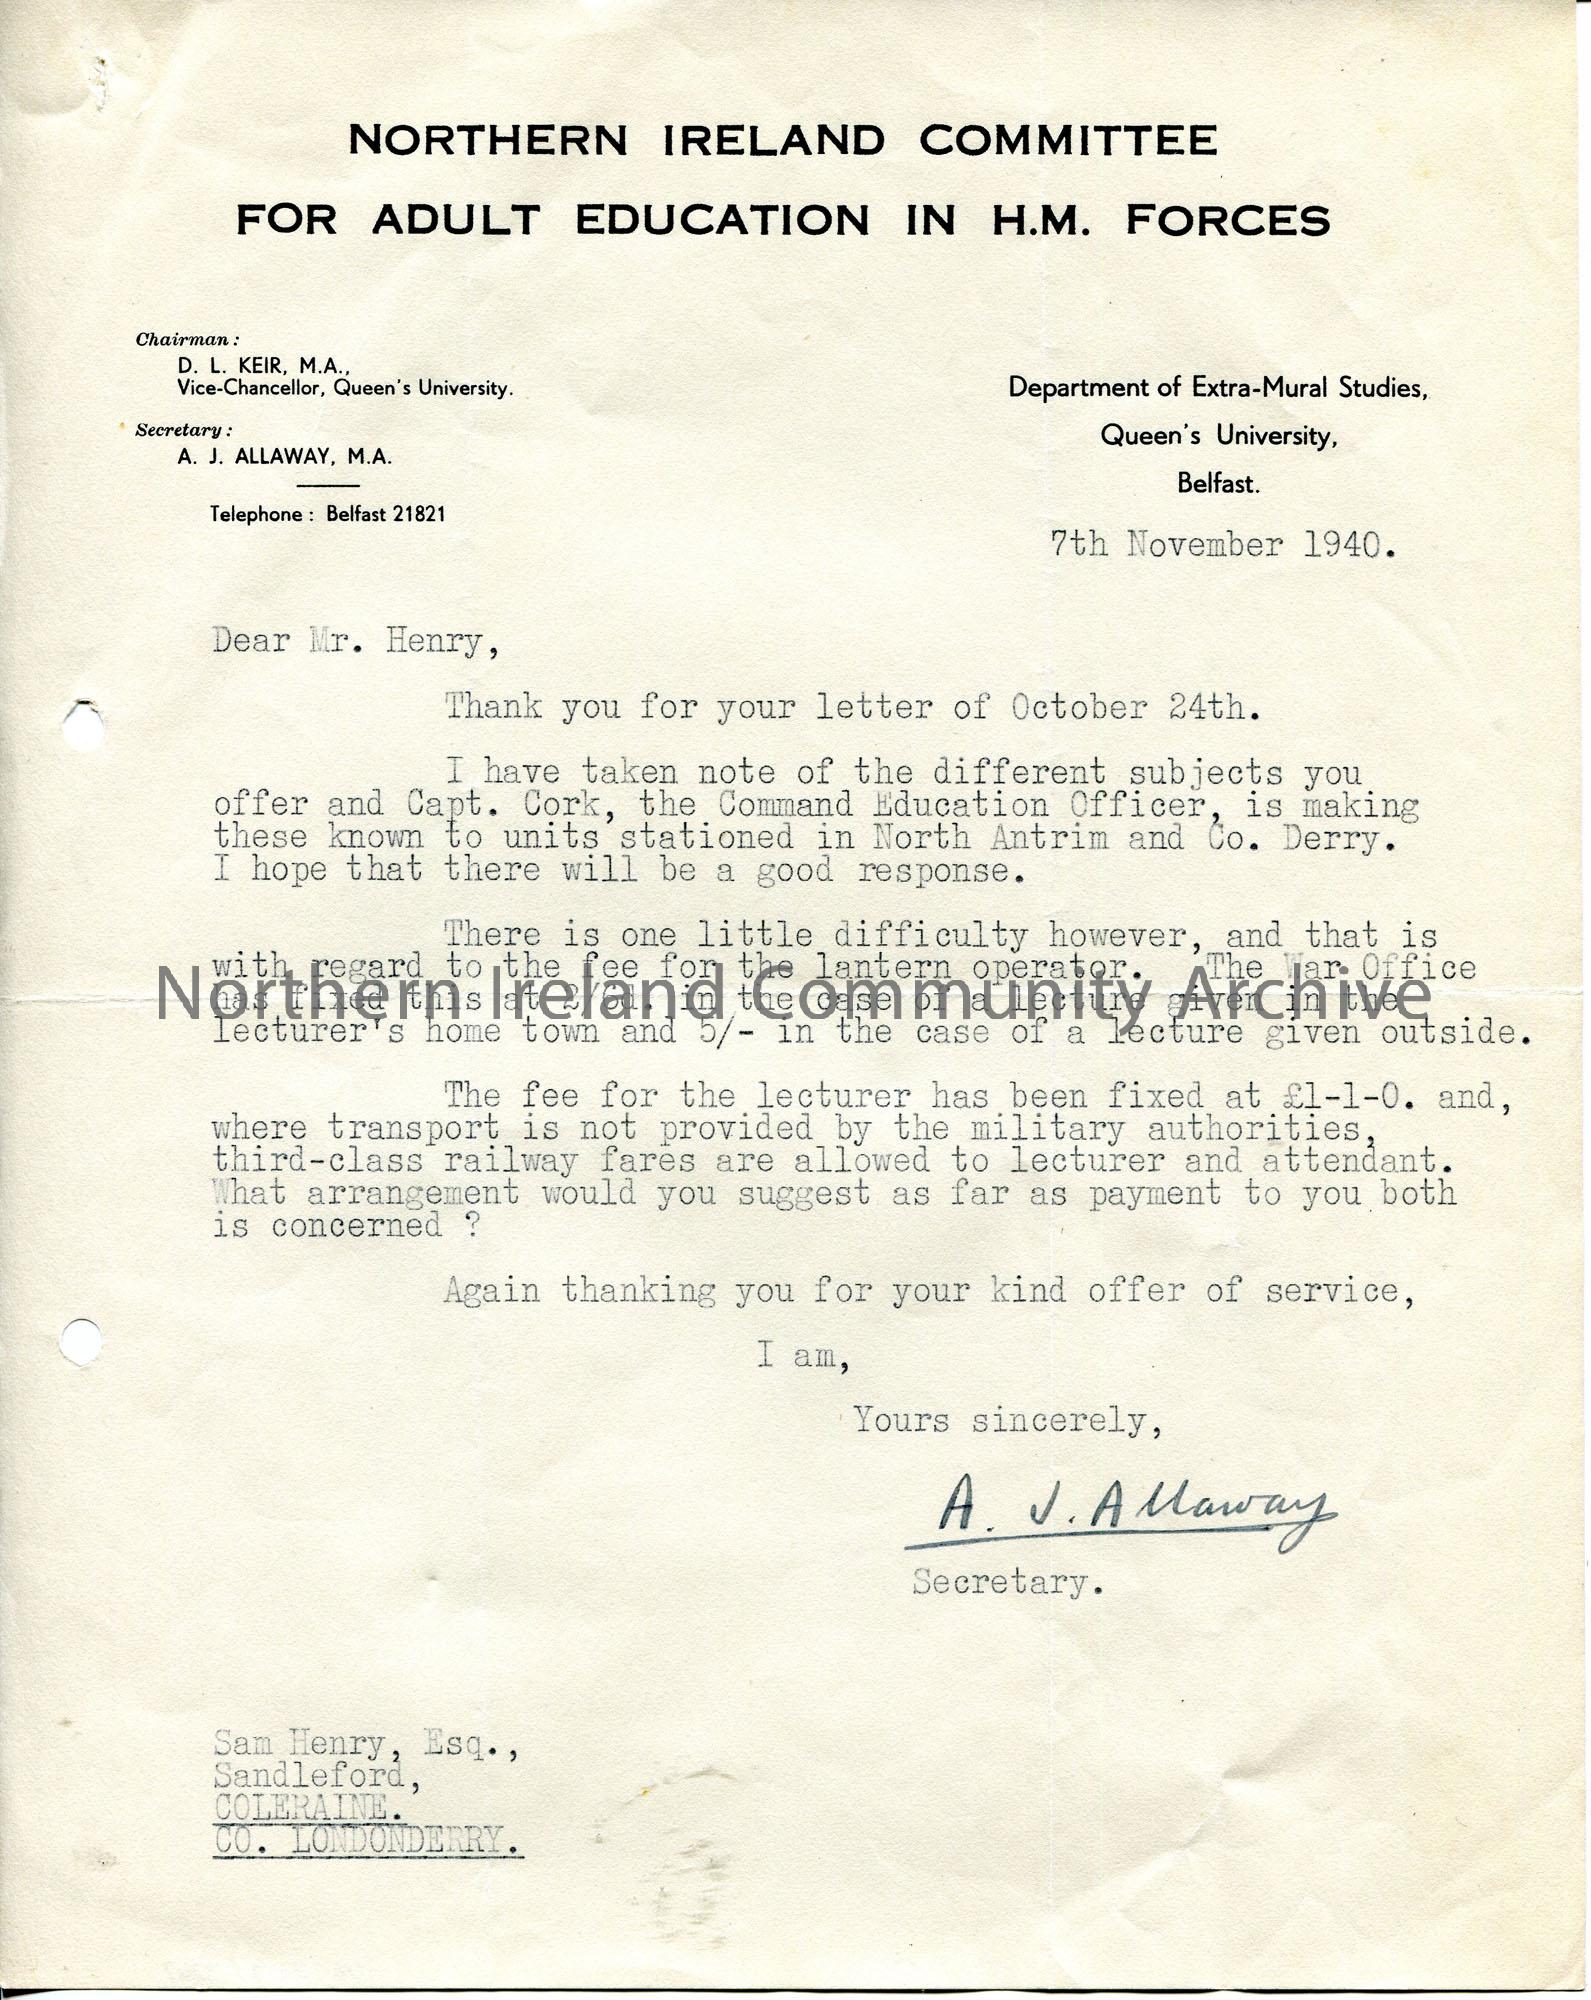 NORTHERN IRELAND COMMITTEE
FOR ADULT EDUCATION IN H.M. FORCES
Chairman:
D. L. KEIR, M.A.,
Vice-Chancellor, Queen's University.
Secretary:
A. J. ALLAWAY, M.A.
Telephone: Belfast 21821
Department of Extra-Mural Studies,
Queen's University,
Belfast.
7th November 1940.
Dear Mr. Henry,
Thank you for your letter of October 24th.
I have taken note of the different subjects you
offer and Capt. Cork, the Command Education Officer, is making
these known to units stationed in North Antrim and Co. Derry.
I hope that there will be a good response.
There is one little difficulty however, and that is
with regard to the fee for the lantern operator. The War Office
has fixed this at 2/6d. in the case of a lecture given in the
lecturer's home town and 5/- in the case of a lecture given outside.
Northern Ireland Community Archive
The fee for the lecturer has been fixed at £1-1-0. and,
where transport is not provided by the military authorities,
third-class railway fares are allowed to lecturer and attendant.
What arrangement would you suggest as far as payment to you both
is concerned ?
Again thanking you for your kind offer of service,
I am,
Yours sincerely,
A. J. Allaway
Secretary.
Sam Henry, Esq.,
Sandleford,
COLERAINE.
CO. LONDONDERRY.